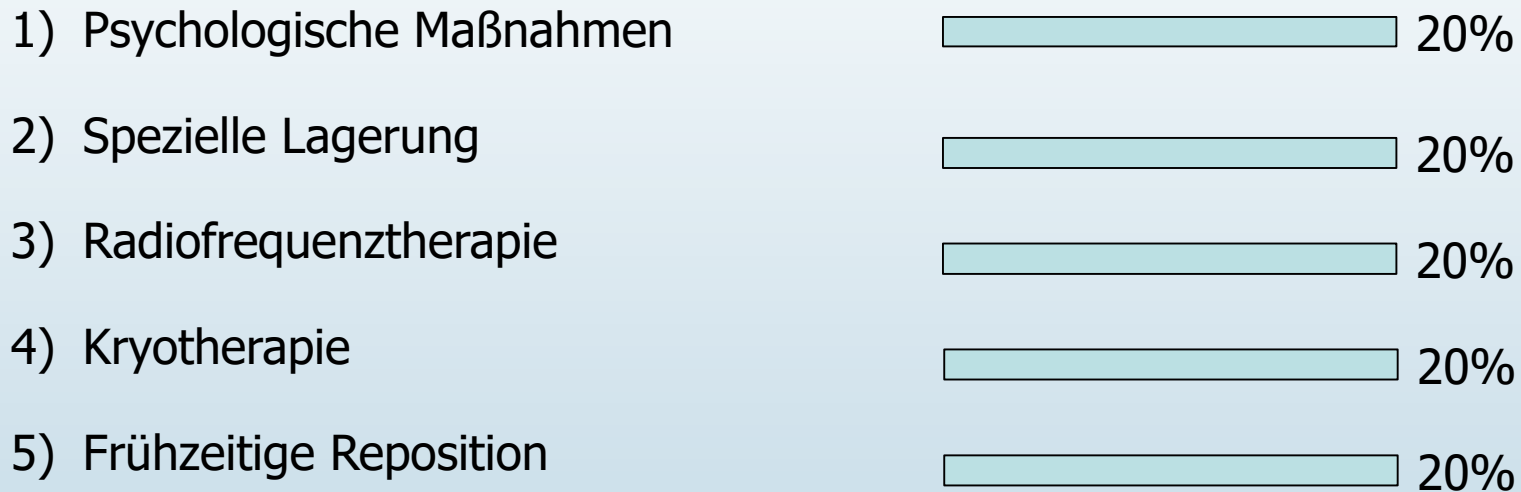 1) Psychologische Maßnahmen 20%
2) Spezielle Lagerung 20%
3) Radiofrequenztherapie 20%
4) Kryotherapie 20%
5) Frühzeitige Reposition 20%